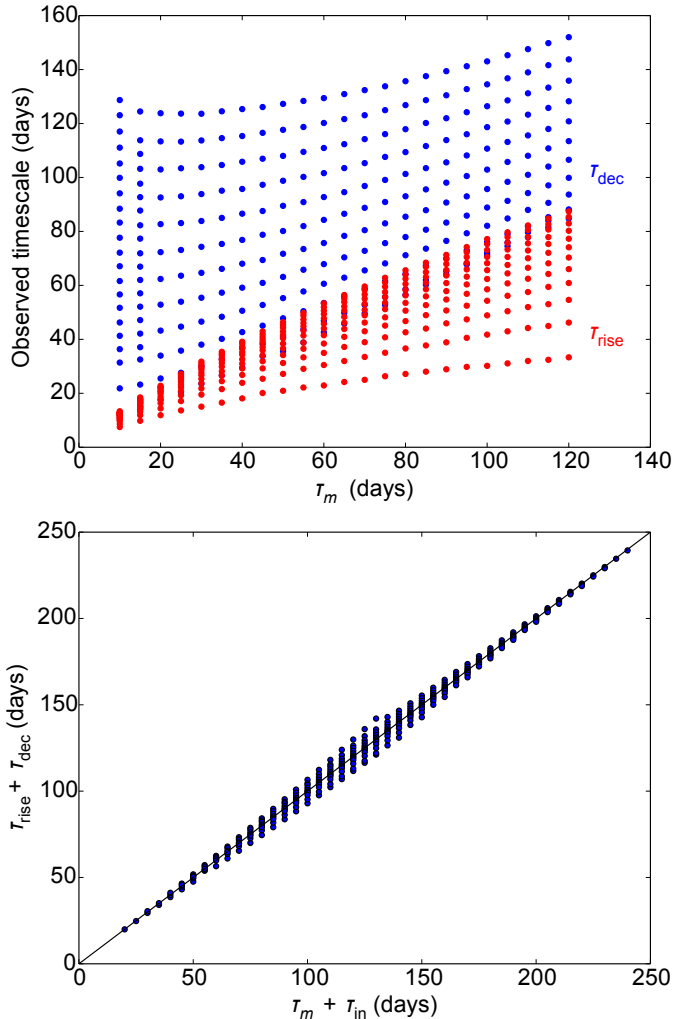 160
140
120
100
80
60
40
20
0
Observed timescale (days)
τdec
τrise
0 20 40 60 80 100 120 140
τm (days)
250
200
150
100
50
0
τrise + τdec (days)
0 50 100 150 200 250
τm + τin (days)